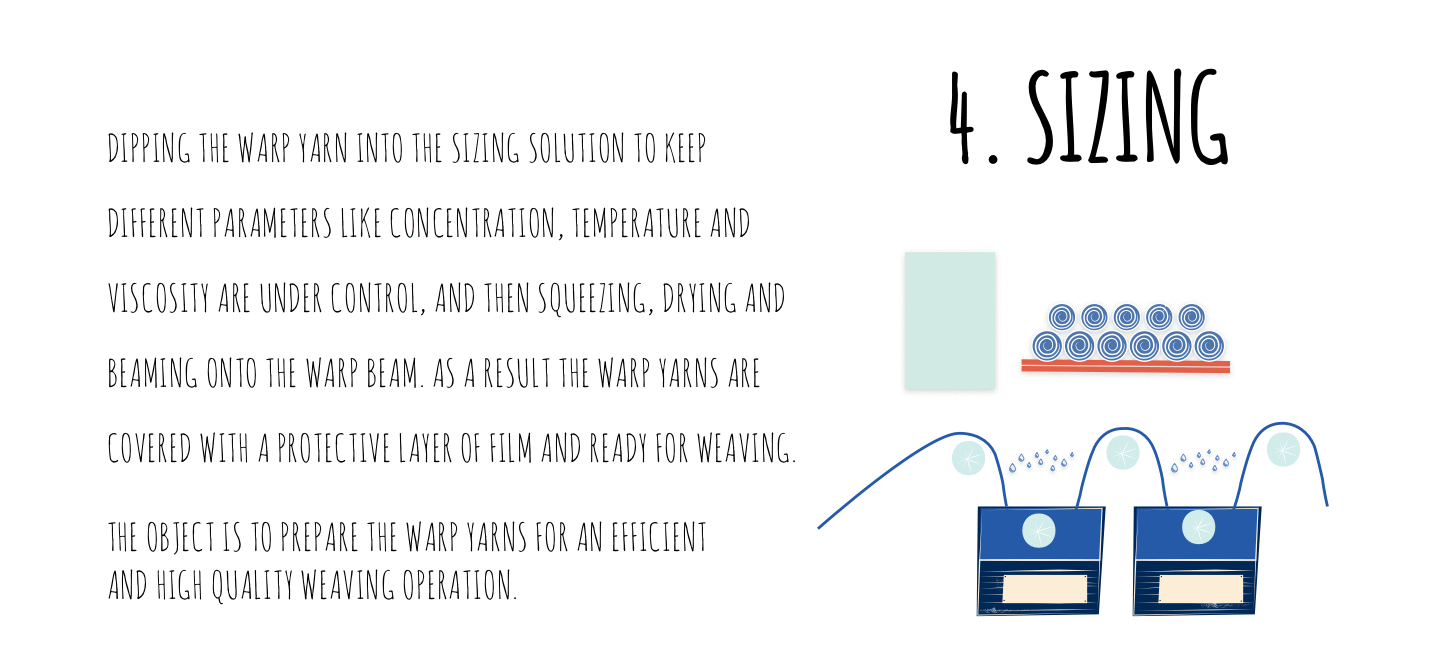 4. SIZING
DIPPING THE WARP YARN INTO THE SIZING SOLUTION TO KEEP
DIFFERENT PARAMETERS LIKE CONCENTRATION, TEMPERATURE AND
VISCOSITY ARE UNDER CONTROL, AND THEN SQUEEZING, DRYING AND
BEAMING ONTO THE WARP BEAM. AS A RESULT THE WARP YARNS ARE
COVERED WITH A PROTECTIVE LAYER OF FILM AND READY FOR WEAVING.
THE OBJECT IS TO PREPARE THE WARP YARNS FOR AN EFFICIENT
AND HIGH QUALITY WEAVING OPERATION.